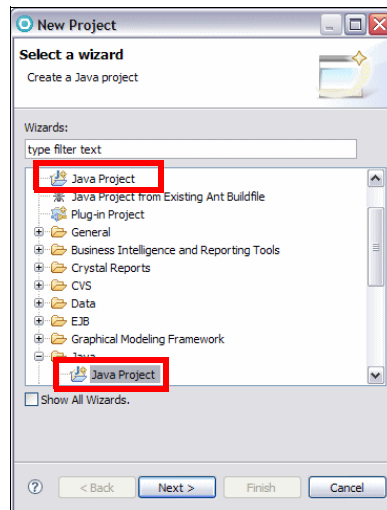 New Project
Select a wizard
Create a Java project
Wizards:
type filter text
Java Project
Java Project from Existing Ant Buildfile
Plug-in Project
General
Business Intelligence and Reporting Tools
Crystal Reports
CVS
Data
EJB
Graphical Modeling Framework
Java
Java Project
Show All Wizards.
?
< Back
Next >
Finish
Cancel